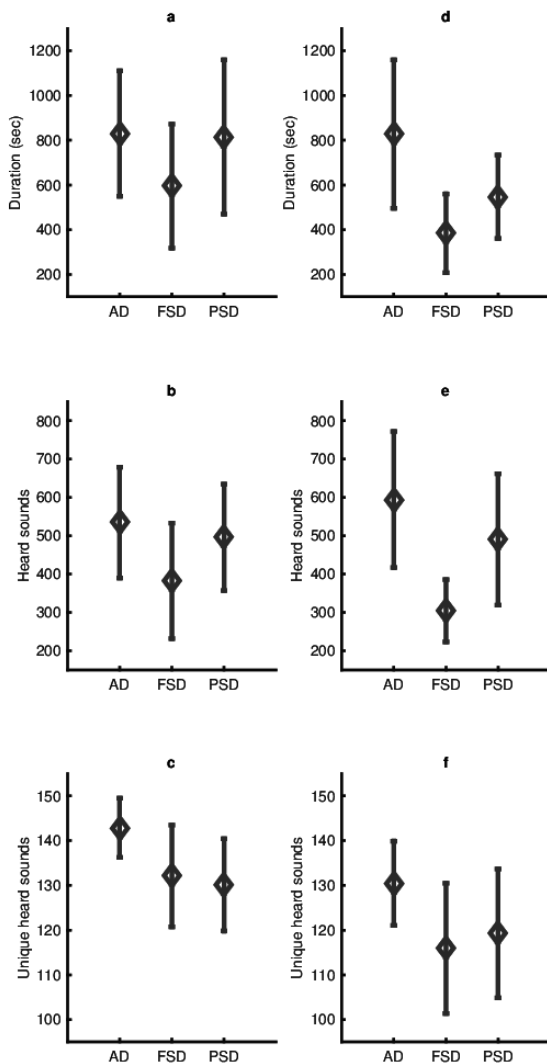 a
Duration (sec)
1200
1000
800
600
400
200
AD FSD PSD
d
Duration (sec)
1200
1000
800
600
400
200
AD FSD PSD
b
Heard sounds
800
700
600
500
400
300
200
AD FSD PSD
e
Heard sounds
800
700
600
500
400
300
200
AD FSD PSD
c
Unique heard sounds
150
140
130
120
110
100
AD FSD PSD
f
Unique heard sounds
150
140
130
120
110
100
AD FSD PSD